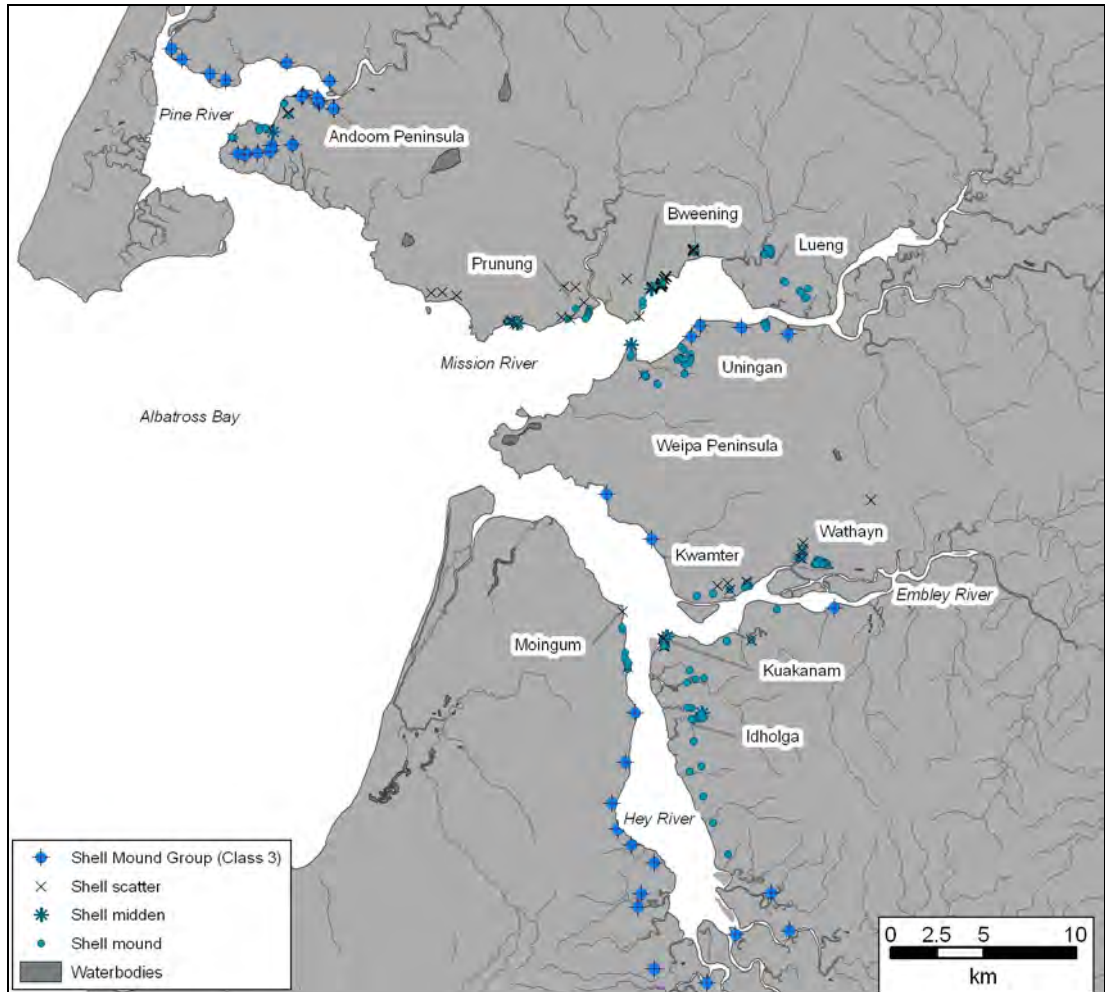 Pine River
Andoom Peninsula
Bweening
Lueng
Prunung
Mission River
Uningan
Albatross Bay
Weipa Peninsula
Wathayn
Kwamter
Embley River
Moingum
Kuakanam
Idholga
Hey River
Shell Mound Group (Class 3)
Shell scatter
Shell midden
Shell mound
Waterbodies
0 2.5 5 10
km